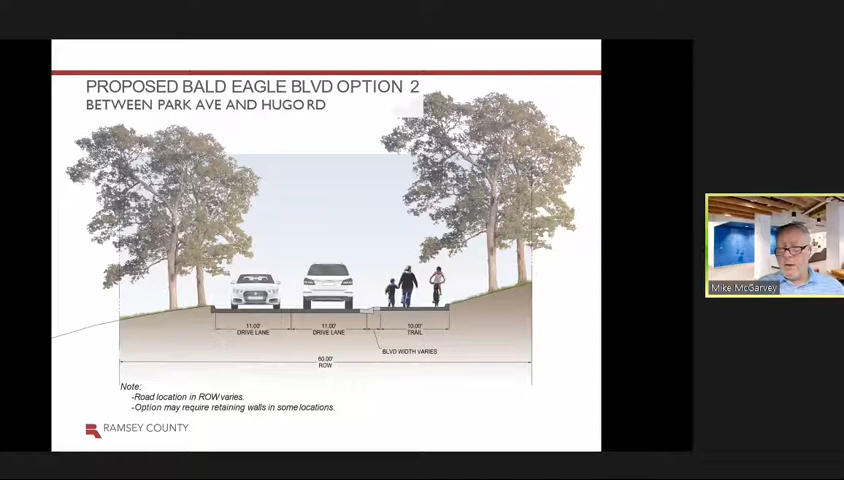 PROPOSED BALD EAGLE BLVD OPTION 2
BETWEEN PARK AVE AND HUGO RD
11.00'
DRIVE LANE
11.00'
DRIVE LANE
10.00'
TRAIL
BLVD WIDTH VARIES
60.00'
ROW
Note:
-Road location in ROW varies.
-Option may require retaining walls in some locations.
RAMSEY COUNTY
Mike McGarvey